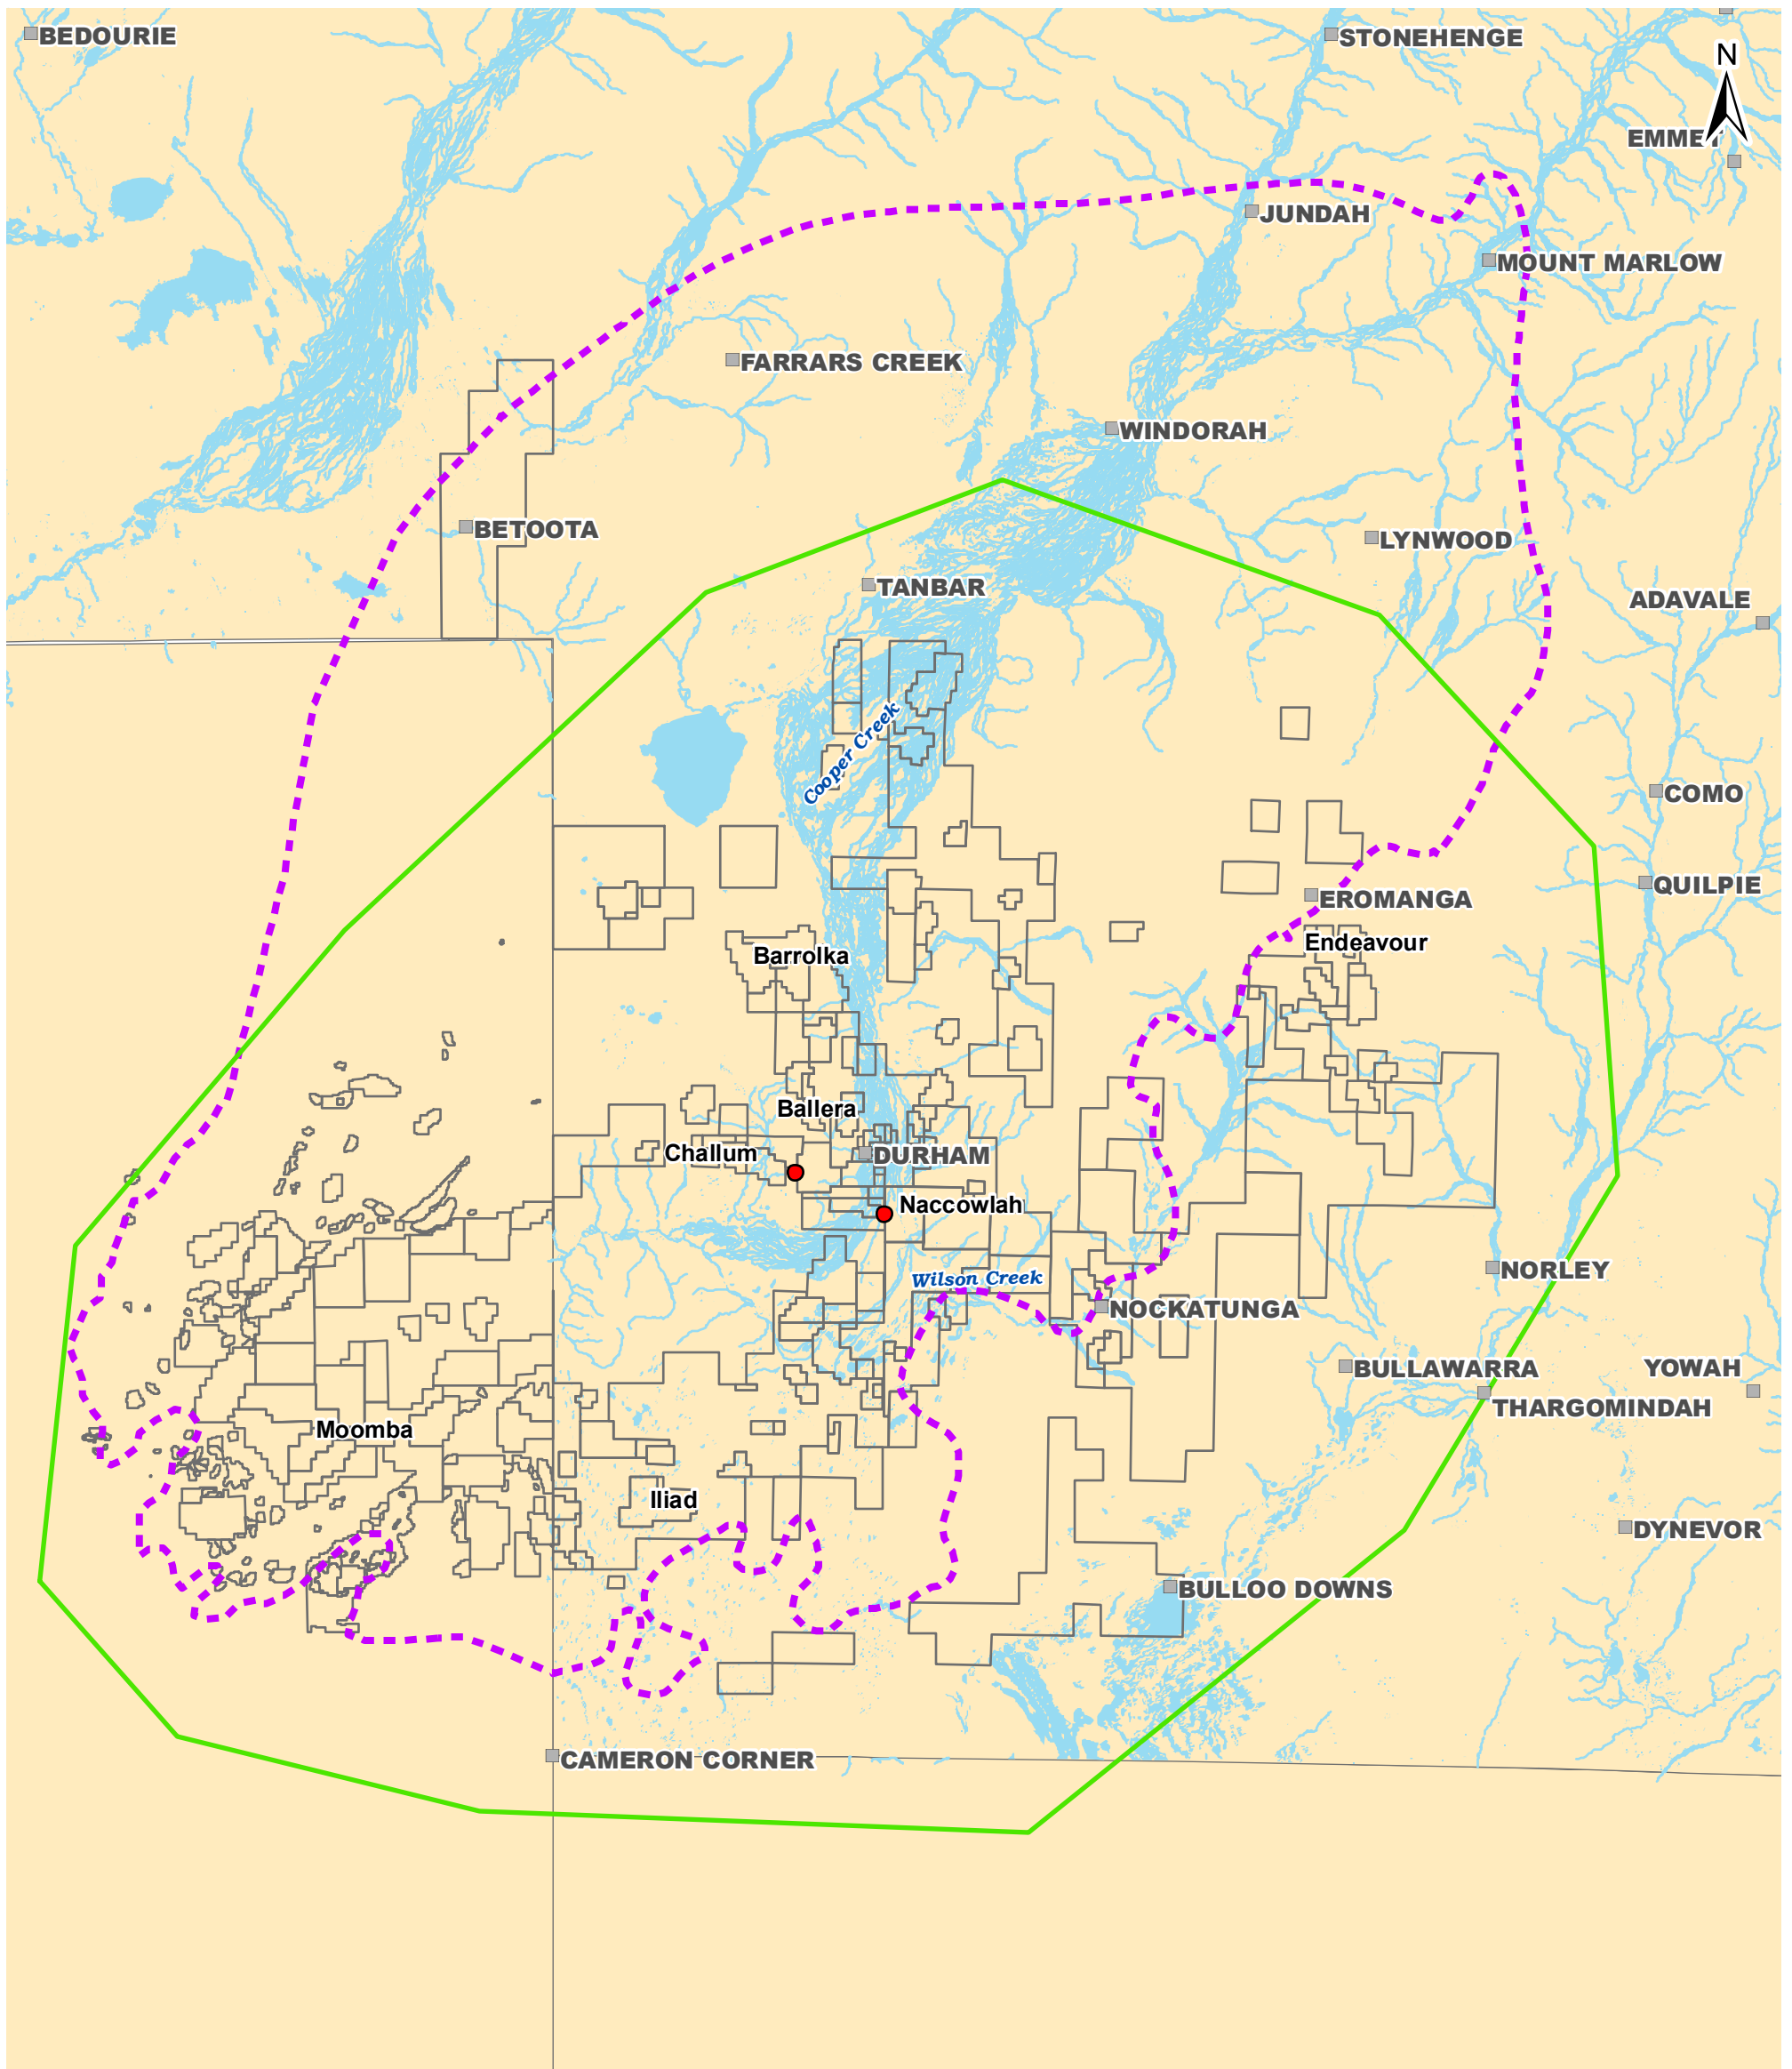 BEDOURIE
STONEHENGE
N
EMMET
JUNDAH
MOUNT MARLOW
FARRARS CREEK
WINDORAH
BETOOTA
LYNWOOD
TANBAR
ADAVALE
Cooper Creek
COMO
QUILPIE
EROMANGA
Endeavour
Barrolka
Ballera
Challum
DURHAM
Naccowlah
NORLEY
Wilson Creek
NOCKATUNGA
BULLAWARRA
YOWAH
THARGOMINDAH
Moomba
Iliad
DYNEVOR
BULLOO DOWNS
CAMERON CORNER